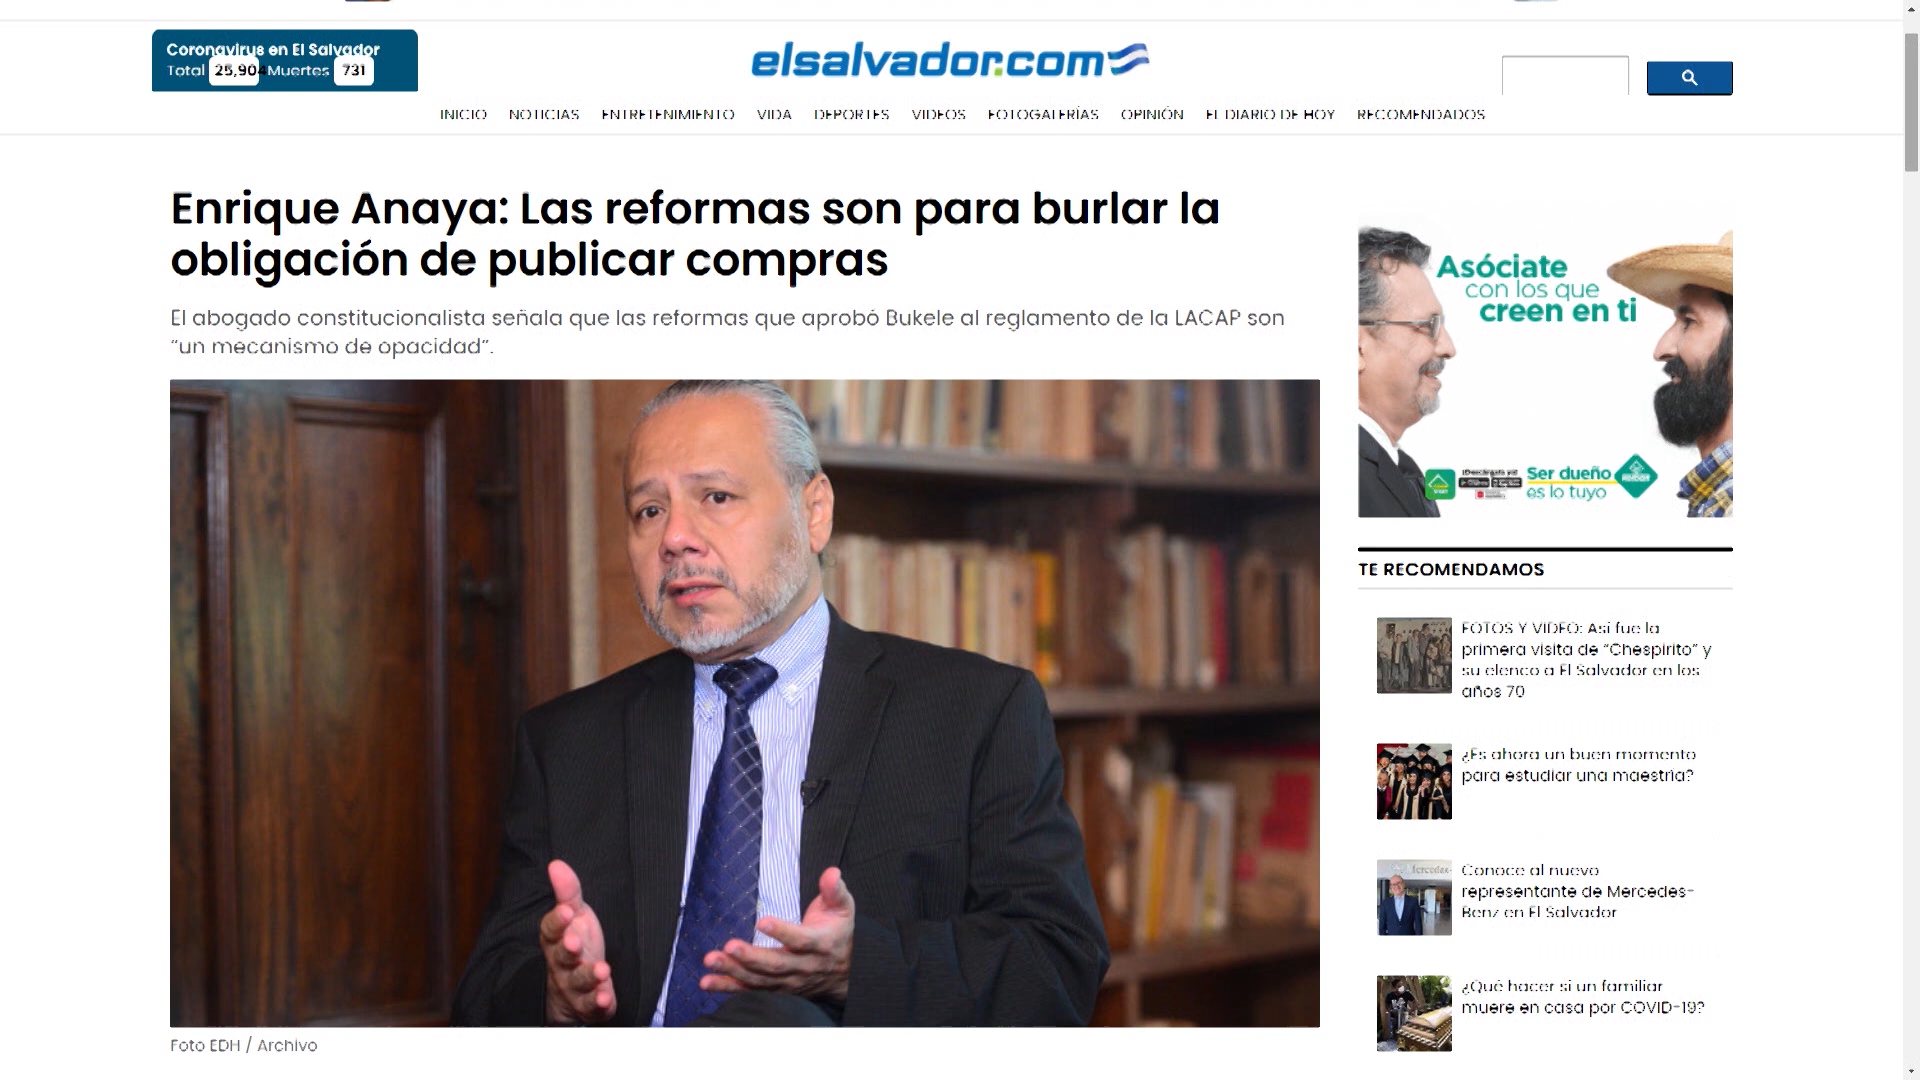 Coronavirus en El Salvador
Total 25,904 Muertes 731
elsalvador.com
INICIO NOTICIAS ENTRETENIMIENTO VIDA DEPORTES VIDEOS FOTOGALERÍAS OPINIÓN EL DIARIO DE HOY RECOMENDADOS
Enrique Anaya: Las reformas son para burlar la
obligación de publicar compras
El abogado constitucionalista señala que las reformas que aprobó Bukele al reglamento de la LACAP son
“un mecanismo de opacidad”.
Foto EDH / Archivo
Asóciate
con los que
creen en ti
Ser dueño
es lo tuyo
TE RECOMENDAMOS
FOTOS Y VIDEO: Así fue la
primera visita de “Chespirito” y
su elenco a El Salvador en los
años 70
¿Es ahora un buen momento
para estudiar una maestría?
Conoce al nuevo
representante de Mercedes-
Benz en El Salvador
¿Qué hacer si un familiar
muere en casa por COVID-19?